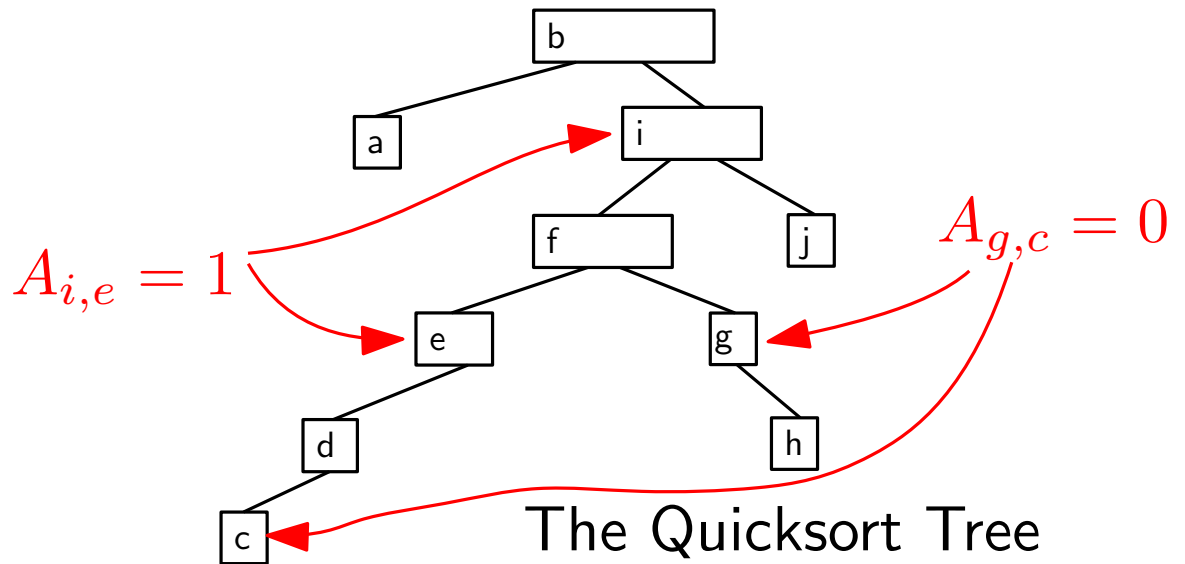 b
a
i
f
j
A_{g,c} = 0
A_{i,e} = 1
e
g
d
h
c
The Quicksort Tree